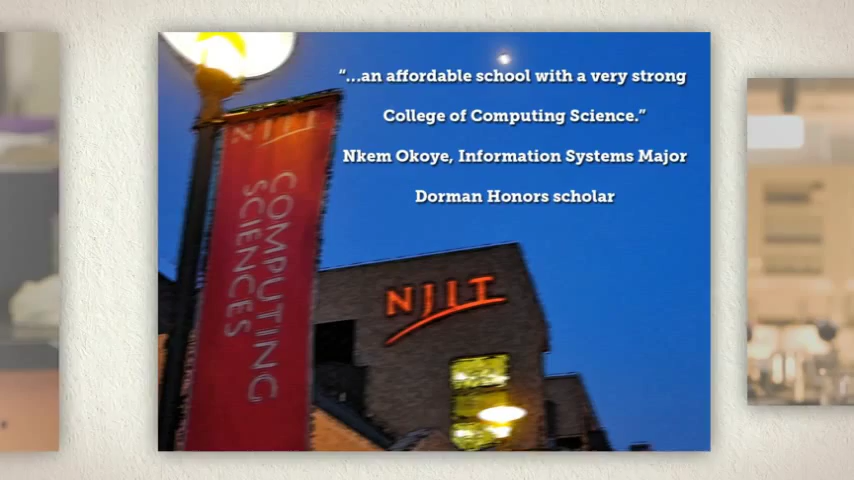 “...an affordable school with a very strong
College of Computing Science.”
Nkem Okoye, Information Systems Major
Dorman Honors scholar
NJIT
COMPUTING
SCIENCES
NJIT